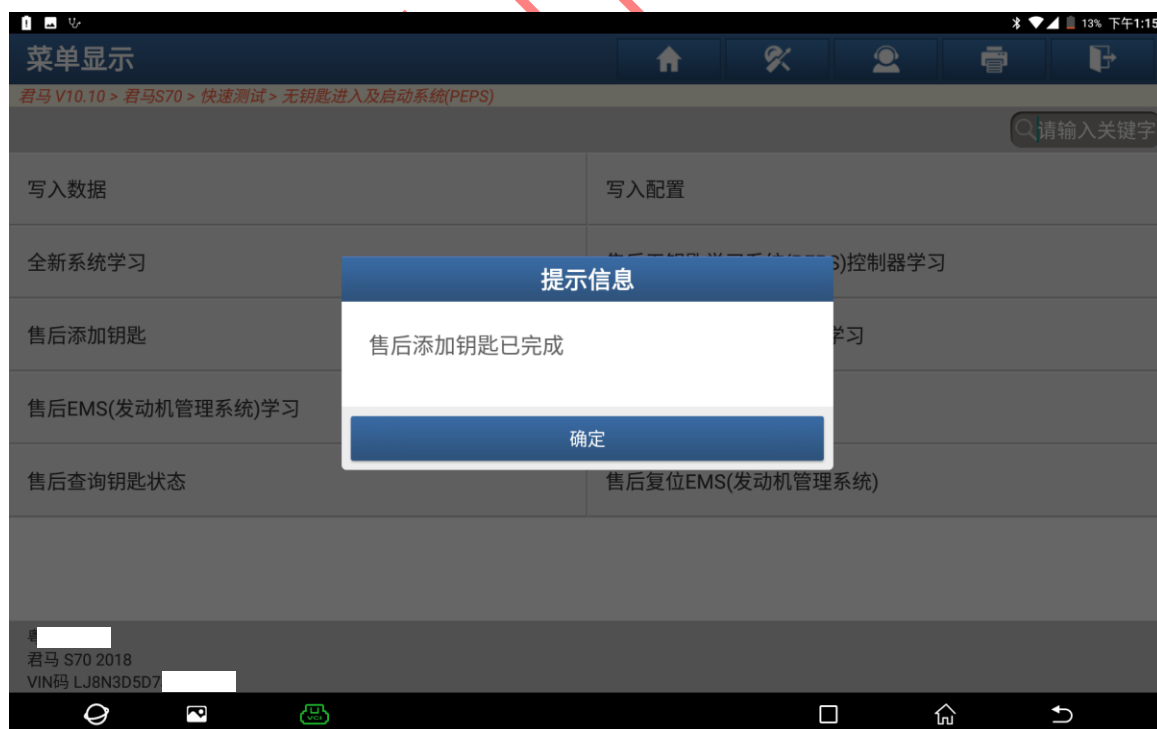 13% 下午1:15
菜单显示
君马 V10.10 > 君马S70 > 快速测试 > 无钥匙进入及启动系统(PEPS)
请输入关键字
写入数据
写入配置
全新系统学习
控制器学习
提示信息
售后添加钥匙
售后添加钥匙已完成
学习
售后EMS(发动机管理系统)学习
确定
售后查询钥匙状态
售后复位EMS(发动机管理系统)
君马 S70 2018
VIN码 LJ8N3D5D7
VCI